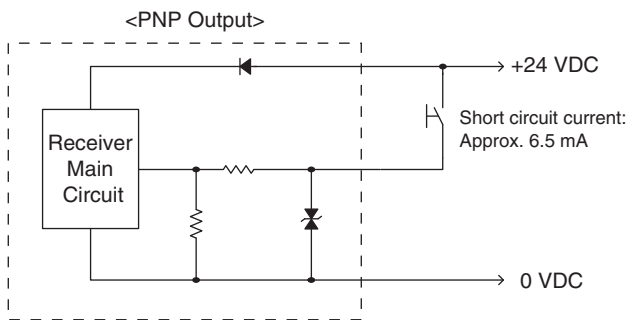 <PNP Output>
+24 VDC
Short circuit current:
Approx. 6.5 mA
Receiver
Main
Circuit
0 VDC